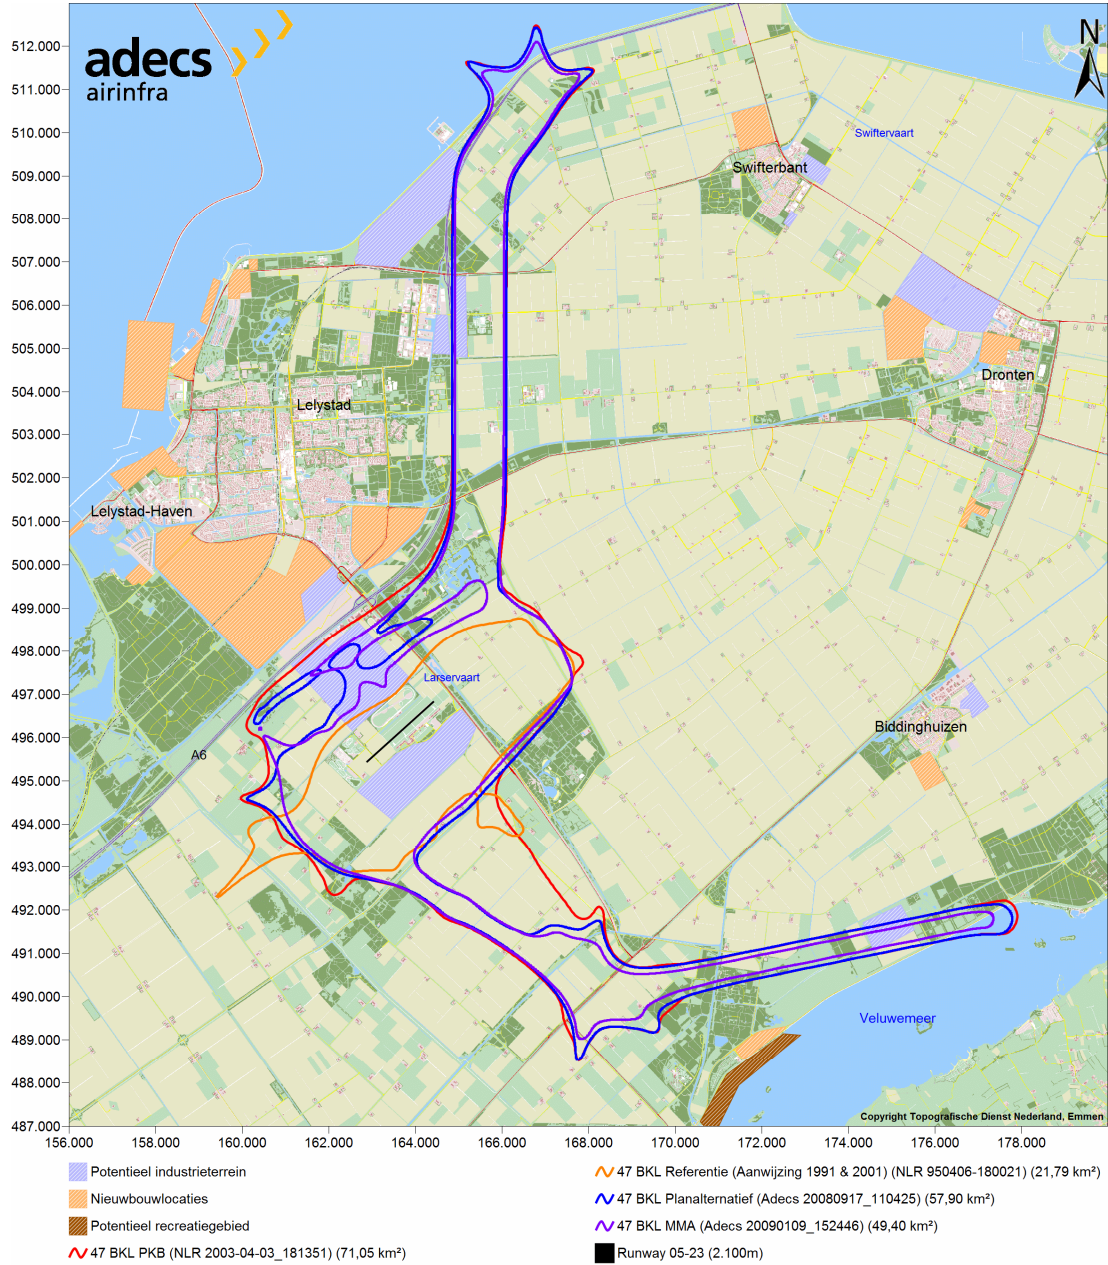 adecs
airinfra
N
512.000
511.000
510.000
509.000
508.000
507.000
506.000
505.000
504.000
503.000
502.000
501.000
500.000
499.000
498.000
497.000
496.000
495.000
494.000
493.000
492.000
491.000
490.000
489.000
488.000
487.000
Swiftervaart
Swifterbant
Dronten
Lelystad
Lelystad-Haven
Larservaart
Biddinghuizen
A6
Veluwemeer
Copyright Topografische Dienst Nederland, Emmen
156.000 158.000 160.000 162.000 164.000 166.000 168.000 170.000 172.000 174.000 176.000 178.000
Potentieel industrieterrein
Nieuwbouwlocaties
Potentieel recreatiegebied
47 BKL PKB (NLR 2003-04-03_181351) (71,05 km²)
47 BKL Referentie (Aanwijzing 1991 & 2001) (NLR 950406-180021) (21,79 km²)
47 BKL Planalternatief (Adecs 20080917_110425) (57,90 km²)
47 BKL MMA (Adecs 20090109_152446) (49,40 km²)
Runway 05-23 (2.100m)